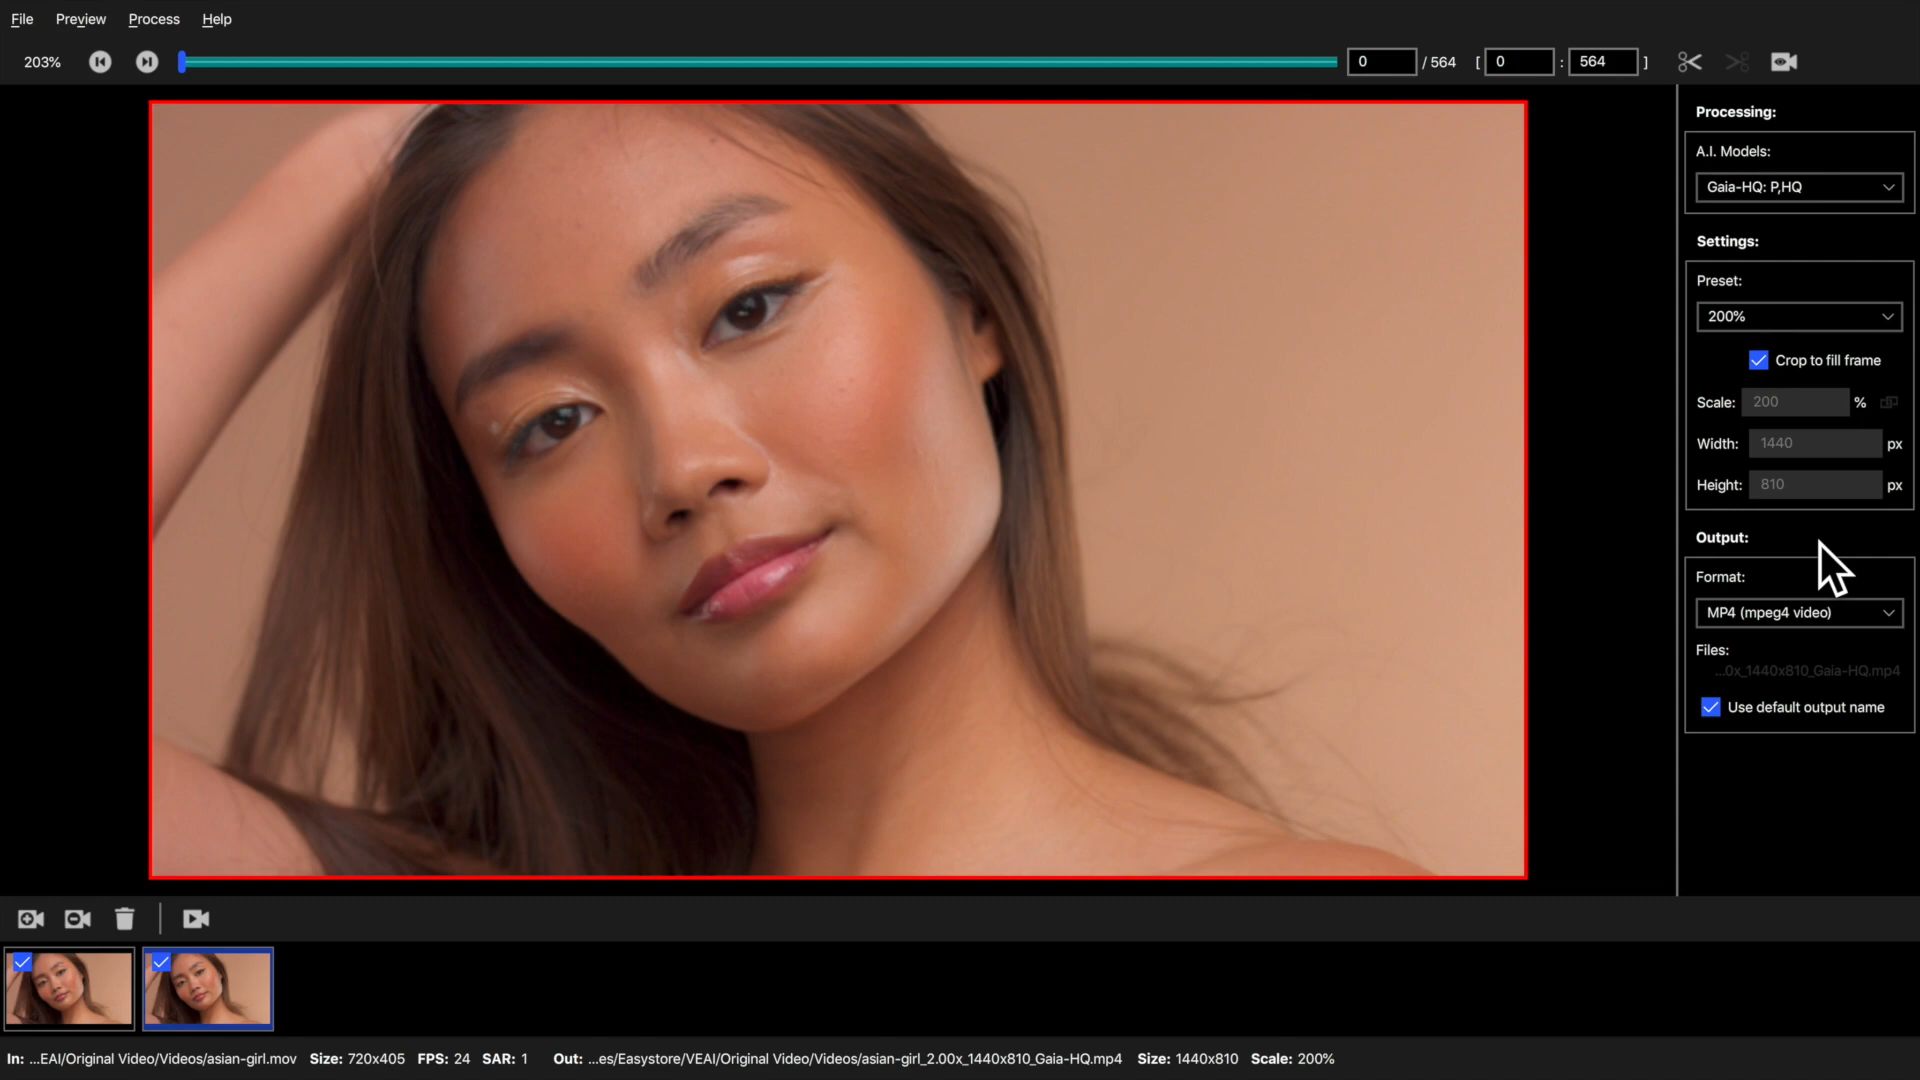 File Preview Process Help
203% 0 / 564 [ 0 : 564 ]
Processing:
A.I. Models:
Gaia-HQ: P,HQ
Settings:
Preset:
200%
Crop to fill frame
Scale: 200 %
Width: 1440 px
Height: 810 px
Output:
Format:
MP4 (mpeg4 video)
Files:
...0x_1440x810_Gaia-HQ.mp4
Use default output name
In: ...EAI/Original Video/Videos/asian-girl.mov Size: 720x405 FPS: 24 SAR: 1 Out: ...es/Easystore/VEAI/Original Video/Videos/asian-girl_2.00x_1440x810_Gaia-HQ.mp4 Size: 1440x810 Scale: 200%